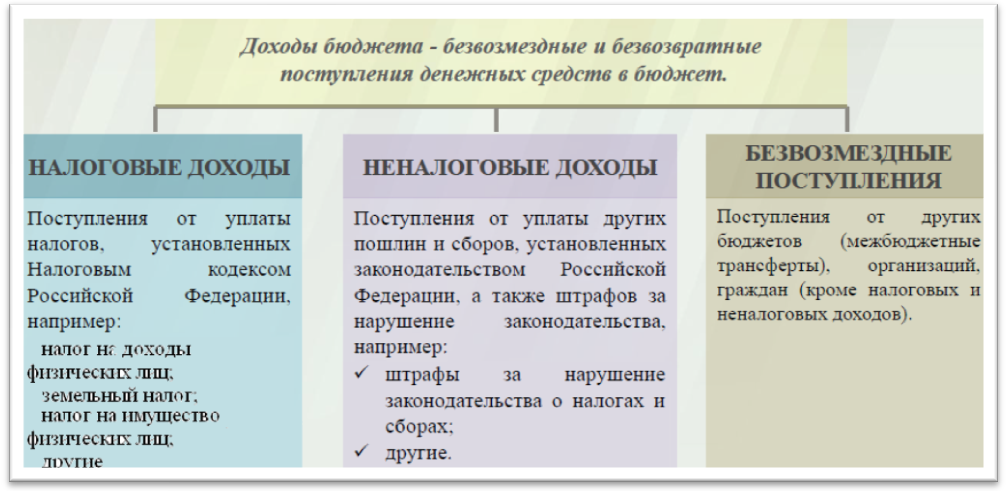 Доходы бюджета - безвозмездные и безвозвратные
поступления денежных средств в бюджет.
НАЛОГОВЫЕ ДОХОДЫ
Поступления от уплаты
налогов, установленных
Налоговым кодексом
Российской Федерации,
например:
налог на доходы
физических лиц;
земельный налог;
налог на имущество
физических лиц;
другие
НЕНАЛОГОВЫЕ ДОХОДЫ
Поступления от уплаты других
пошлин и сборов, установленных
законодательством Российской
Федерации, а также штрафов за
нарушение законодательства,
например:
✓ штрафы за нарушение
законодательства о налогах и
сборах;
✓ другие.
БЕЗВОЗМЕЗДНЫЕ
ПОСТУПЛЕНИЯ
Поступления от других
бюджетов (межбюджетные
трансферты), организаций,
граждан (кроме налоговых и
неналоговых доходов).